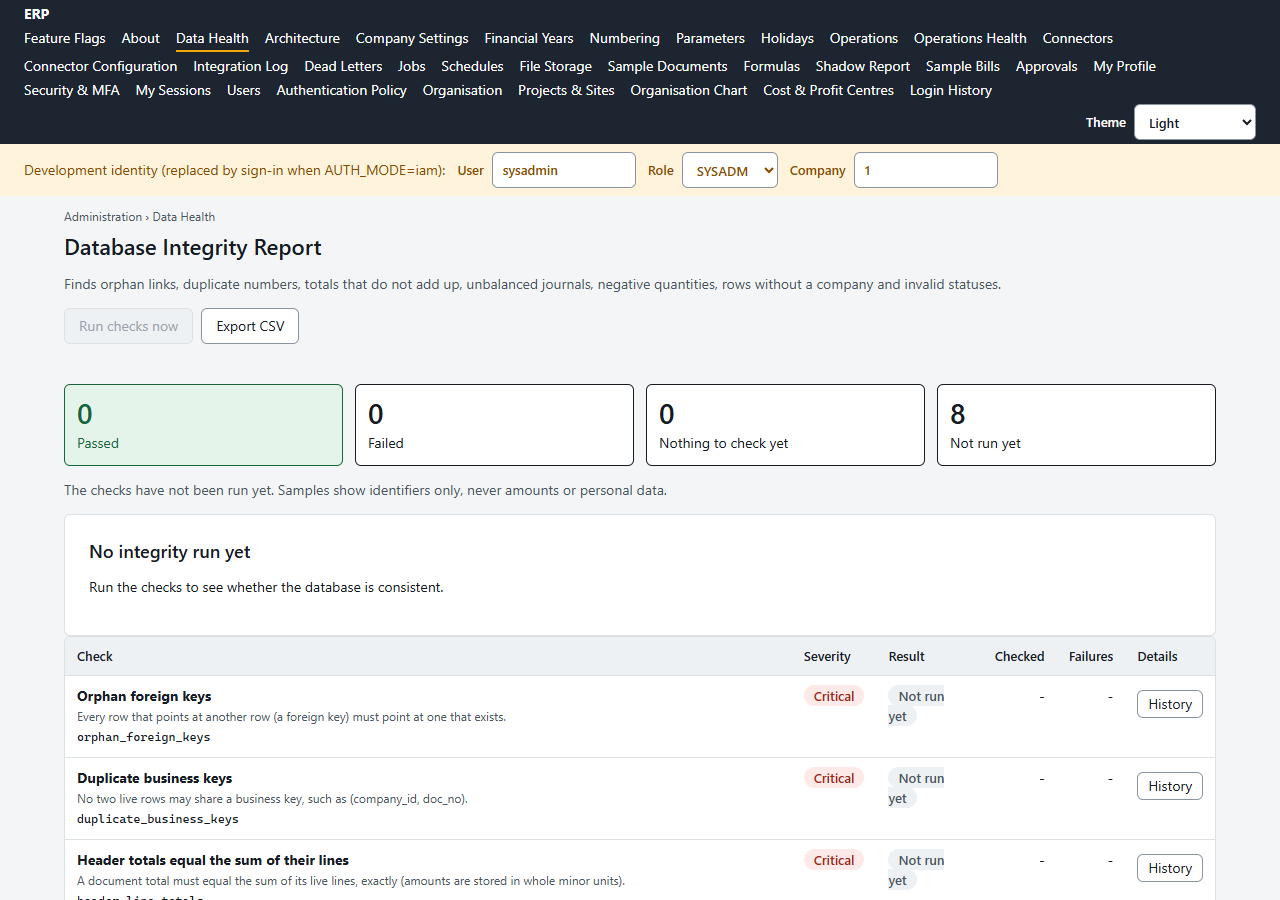 ERP
Feature Flags About Data Health Architecture Company Settings Financial Years Numbering Parameters Holidays Operations Operations Health Connectors
Connector Configuration Integration Log Dead Letters Jobs Schedules File Storage Sample Documents Formulas Shadow Report Sample Bills Approvals My Profile
Security & MFA My Sessions Users Authentication Policy Organisation Projects & Sites Organisation Chart Cost & Profit Centres Login History
Theme Light
Development identity (replaced by sign-in when AUTH_MODE=iam): User sysadmin Role SYSADM Company 1
Administration › Data Health
Database Integrity Report
Finds orphan links, duplicate numbers, totals that do not add up, unbalanced journals, negative quantities, rows without a company and invalid statuses.
Run checks now Export CSV
0 0 0 8
Passed Failed Nothing to check yet Not run yet
The checks have not been run yet. Samples show identifiers only, never amounts or personal data.
No integrity run yet
Run the checks to see whether the database is consistent.
Check Severity Result Checked Failures Details
Orphan foreign keys Critical Not run yet - - History
Every row that points at another row (a foreign key) must point at one that exists.
orphan_foreign_keys
Duplicate business keys Critical Not run yet - - History
No two live rows may share a business key, such as (company_id, doc_no).
duplicate_business_keys
Header totals equal the sum of their lines Critical Not run yet - - History
A document total must equal the sum of its live lines, exactly (amounts are stored in whole minor units).